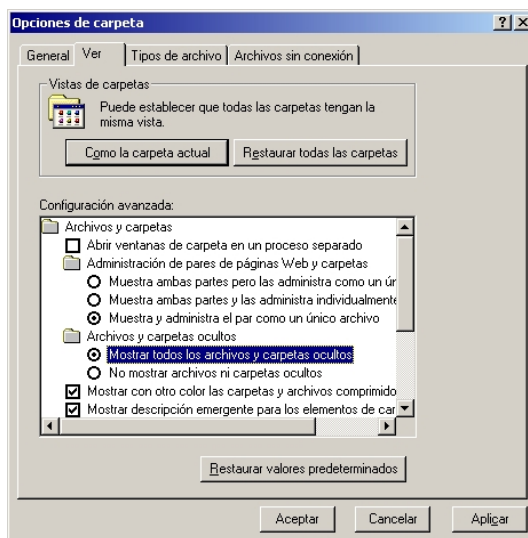 Opciones de carpeta
General Ver Tipos de archivo Archivos sin conexión
Vistas de carpetas
Puede establecer que todas las carpetas tengan la
misma vista.
Como la carpeta actual Restaurar todas las carpetas
Configuración avanzada:
Archivos y carpetas
Abrir ventanas de carpeta en un proceso separado
Administración de pares de páginas Web y carpetas
Muestra ambas partes pero las administra como un úr
Muestra ambas partes y las administra individualmente
Muestra y administra el par como un único archivo
Archivos y carpetas ocultos
Mostrar todos los archivos y carpetas ocultos
No mostrar archivos ni carpetas ocultos
Mostrar con otro color las carpetas y archivos comprimido
Mostrar descripción emergente para los elementos de car
Restaurar valores predeterminados
Aceptar Cancelar Aplicar